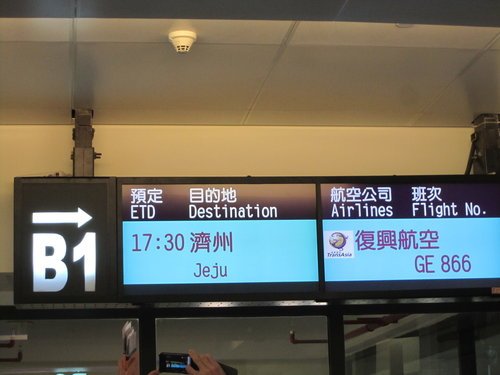 B1
預定 目的地 航空公司 班次
ETD Destination Airlines Flight No.
17:30 濟州 TransAsia 復興航空
Jeju GE 866